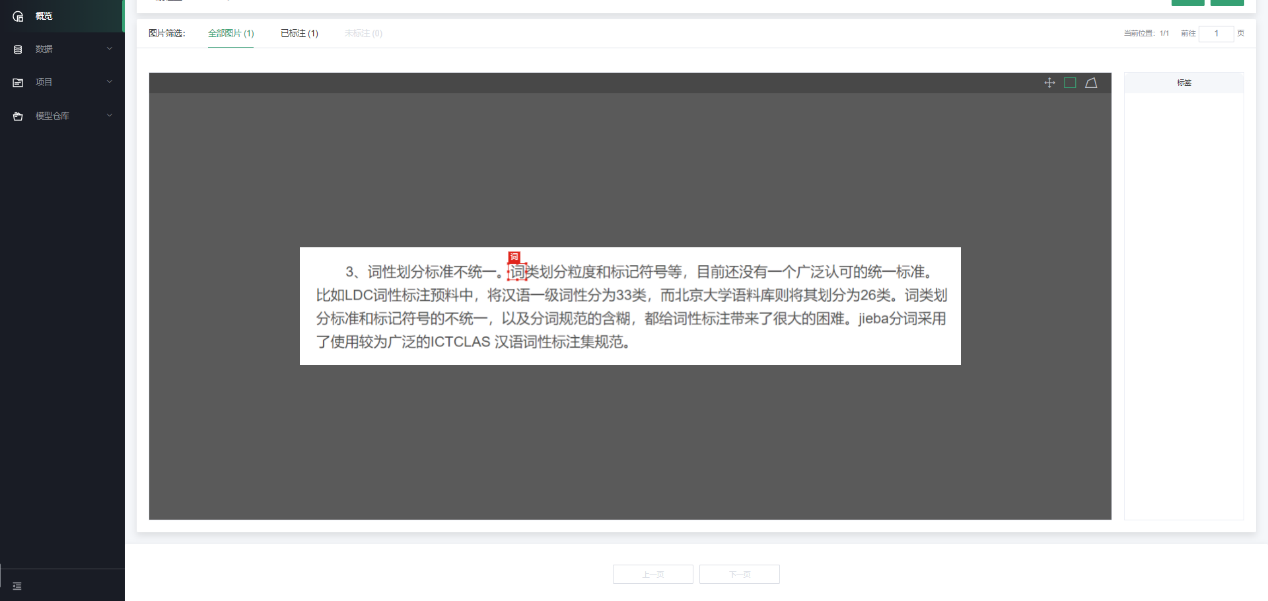 概览
数据
项目
模型仓库
图片筛选: 全部图片 (1) 已标注 (1) 未标注 (0)
当前位置: 1/1 前往 1 页
标签
词
3、词性划分标准不统一。词类划分粒度和标记符号等，目前还没有一个广泛认可的统一标准。
比如LDC词性标注预料中，将汉语一级词性分为33类，而北京大学语料库则将其划分为26类。词类划
分标准和标记符号的不统一，以及分词规范的含糊，都给词性标注带来了很大的困难。jieba分词采用
了使用较为广泛的ICTCLAS 汉语词性标注集规范。
上一页 下一页